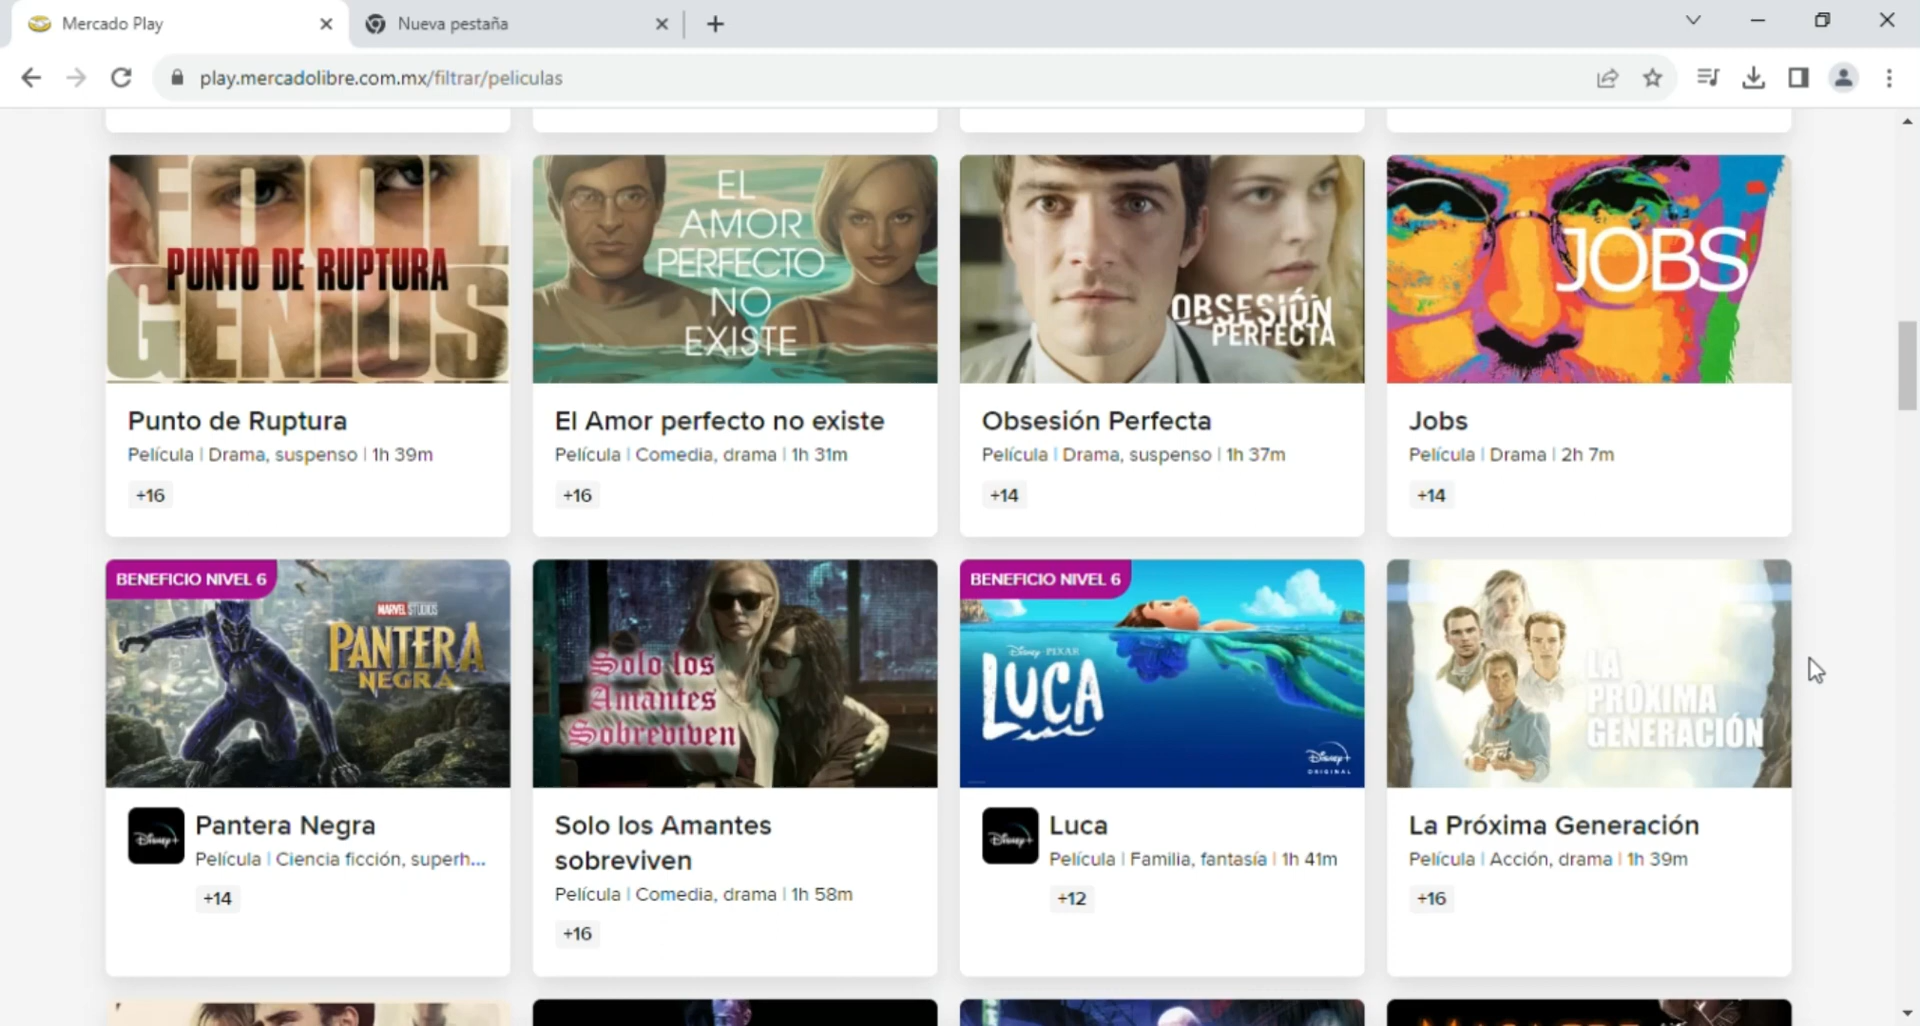 Mercado Play
Nueva pestaña
play.mercadolibre.com.mx/filtrar/peliculas
FOOL
PUNTO DE RUPTURA
GENIUS
EL
AMOR
PERFECTO
NO
EXISTE
OBSESIÓN
PERFECTA
JOBS
Punto de Ruptura
Película | Drama, suspenso | 1h 39m
+16
El Amor perfecto no existe
Película | Comedia, drama | 1h 31m
+16
Obsesión Perfecta
Película | Drama, suspenso | 1h 37m
+14
Jobs
Película | Drama | 2h 7m
+14
BENEFICIO NIVEL 6
MARVEL STUDIOS
PANTERA
NEGRA
Solo los
Amantes
Sobreviven
BENEFICIO NIVEL 6
Disney PIXAR
LUCA
Disney+
ORIGINAL
LA
PRÓXIMA
GENERACIÓN
Disney+
Pantera Negra
Película | Ciencia ficción, superh...
+14
Solo los Amantes
sobreviven
Película | Comedia, drama | 1h 58m
+16
Disney+
Luca
Película | Familia, fantasía | 1h 41m
+12
La Próxima Generación
Película | Acción, drama | 1h 39m
+16